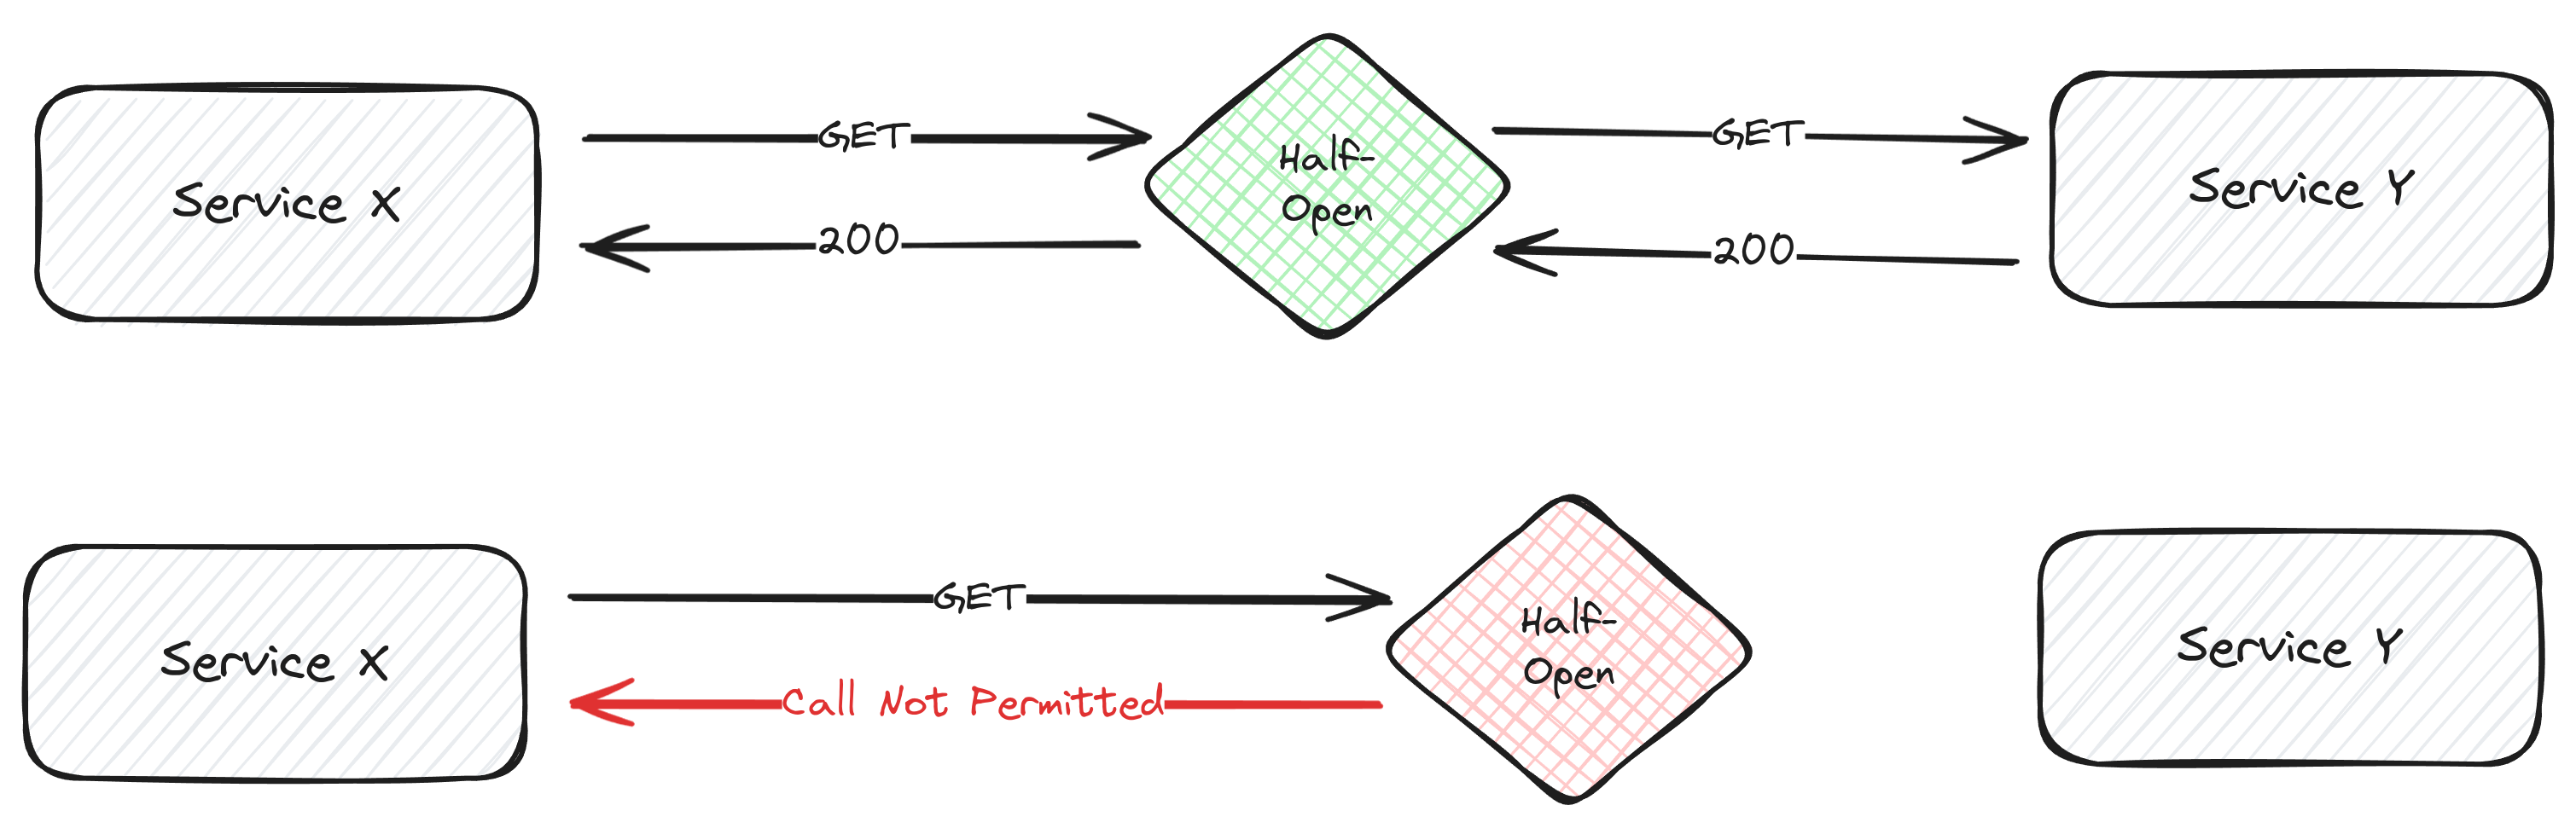 Service X
GET
200
Half-
Open
GET
200
Service Y
Service X
GET
Call Not Permitted
Half-
Open
Service Y